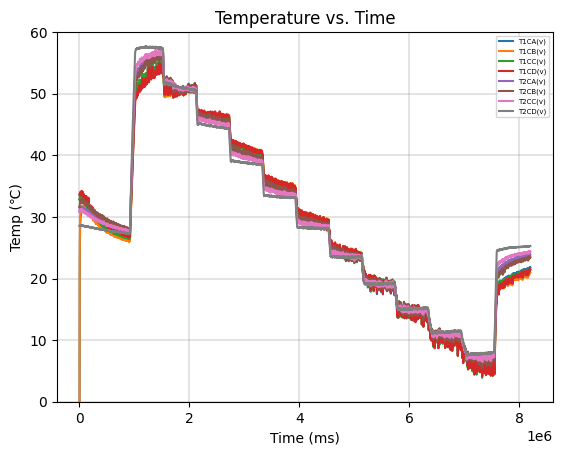 Temperature vs. Time
60
50
40
30
20
10
0
Temp (°C)
T1CA(v)
T1CB(v)
T1CC(v)
T1CD(v)
T2CA(v)
T2CB(v)
T2CC(v)
T2CD(v)
0
2
4
6
8
1e6
Time (ms)